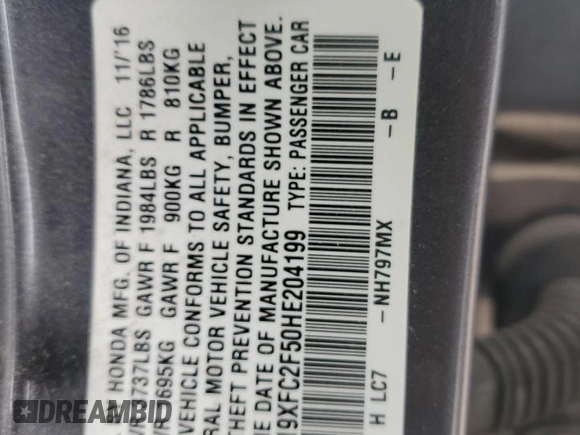 HONDA MFG. OF INDIANA, LLC 11/'16
737LBS GAWR F 1984LBS R 1786LBS
695KG GAWR F 900KG R 810KG
VEHICLE CONFORMS TO ALL APPLICABLE
MOTOR VEHICLE SAFETY, BUMPER,
THEFT PREVENTION STANDARDS IN EFFECT
DATE OF MANUFACTURE SHOWN ABOVE.
9XFC2F50HE204199 TYPE: PASSENGER CAR
H LC7 -NH797MX -B -E
DREAMBID